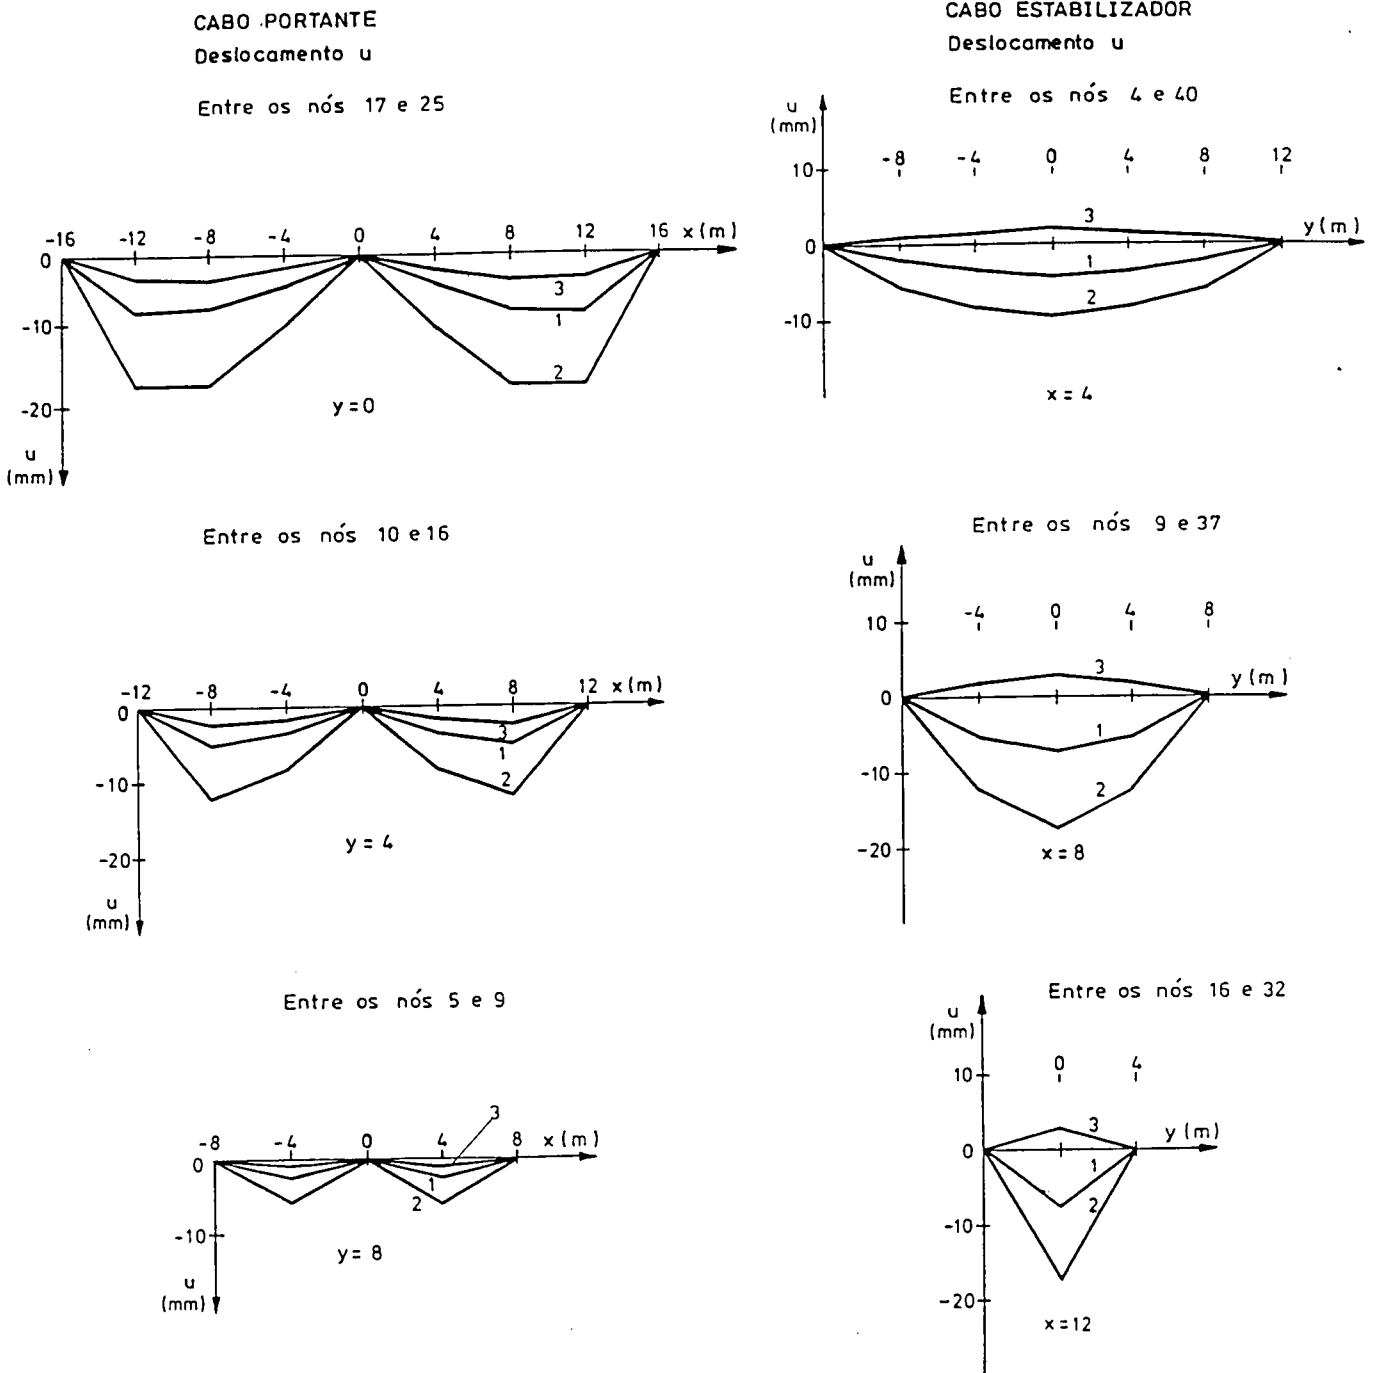 CABO PORTANTE
Deslocamento u
Entre os nós 17 e 25
-16 -12 -8 -4 0 4 8 12 16 x(m)
0
3
1
-10
2
-20
y=0
u
(mm)
Entre os nós 10 e 16
-12 -8 -4 0 4 8 12 x(m)
0
3
1
-10
2
y = 4
-20
u
(mm)
Entre os nós 5 e 9
3
-8 -4 0 4 8 x(m)
0
1
2
-10
y= 8
u
(mm)
CABO ESTABILIZADOR
Deslocamento u
Entre os nós 4 e 40
u
(mm)
-8 -4 0 4 8 12
10
3
y(m)
0
1
2
-10
x = 4
Entre os nós 9 e 37
u
(mm)
-4 0 4 8
10
3
y(m)
0
1
-10
2
-20
x=8
Entre os nós 16 e 32
u
(mm)
0 4
10
3
y(m)
0
1
2
-10
-20
x=12